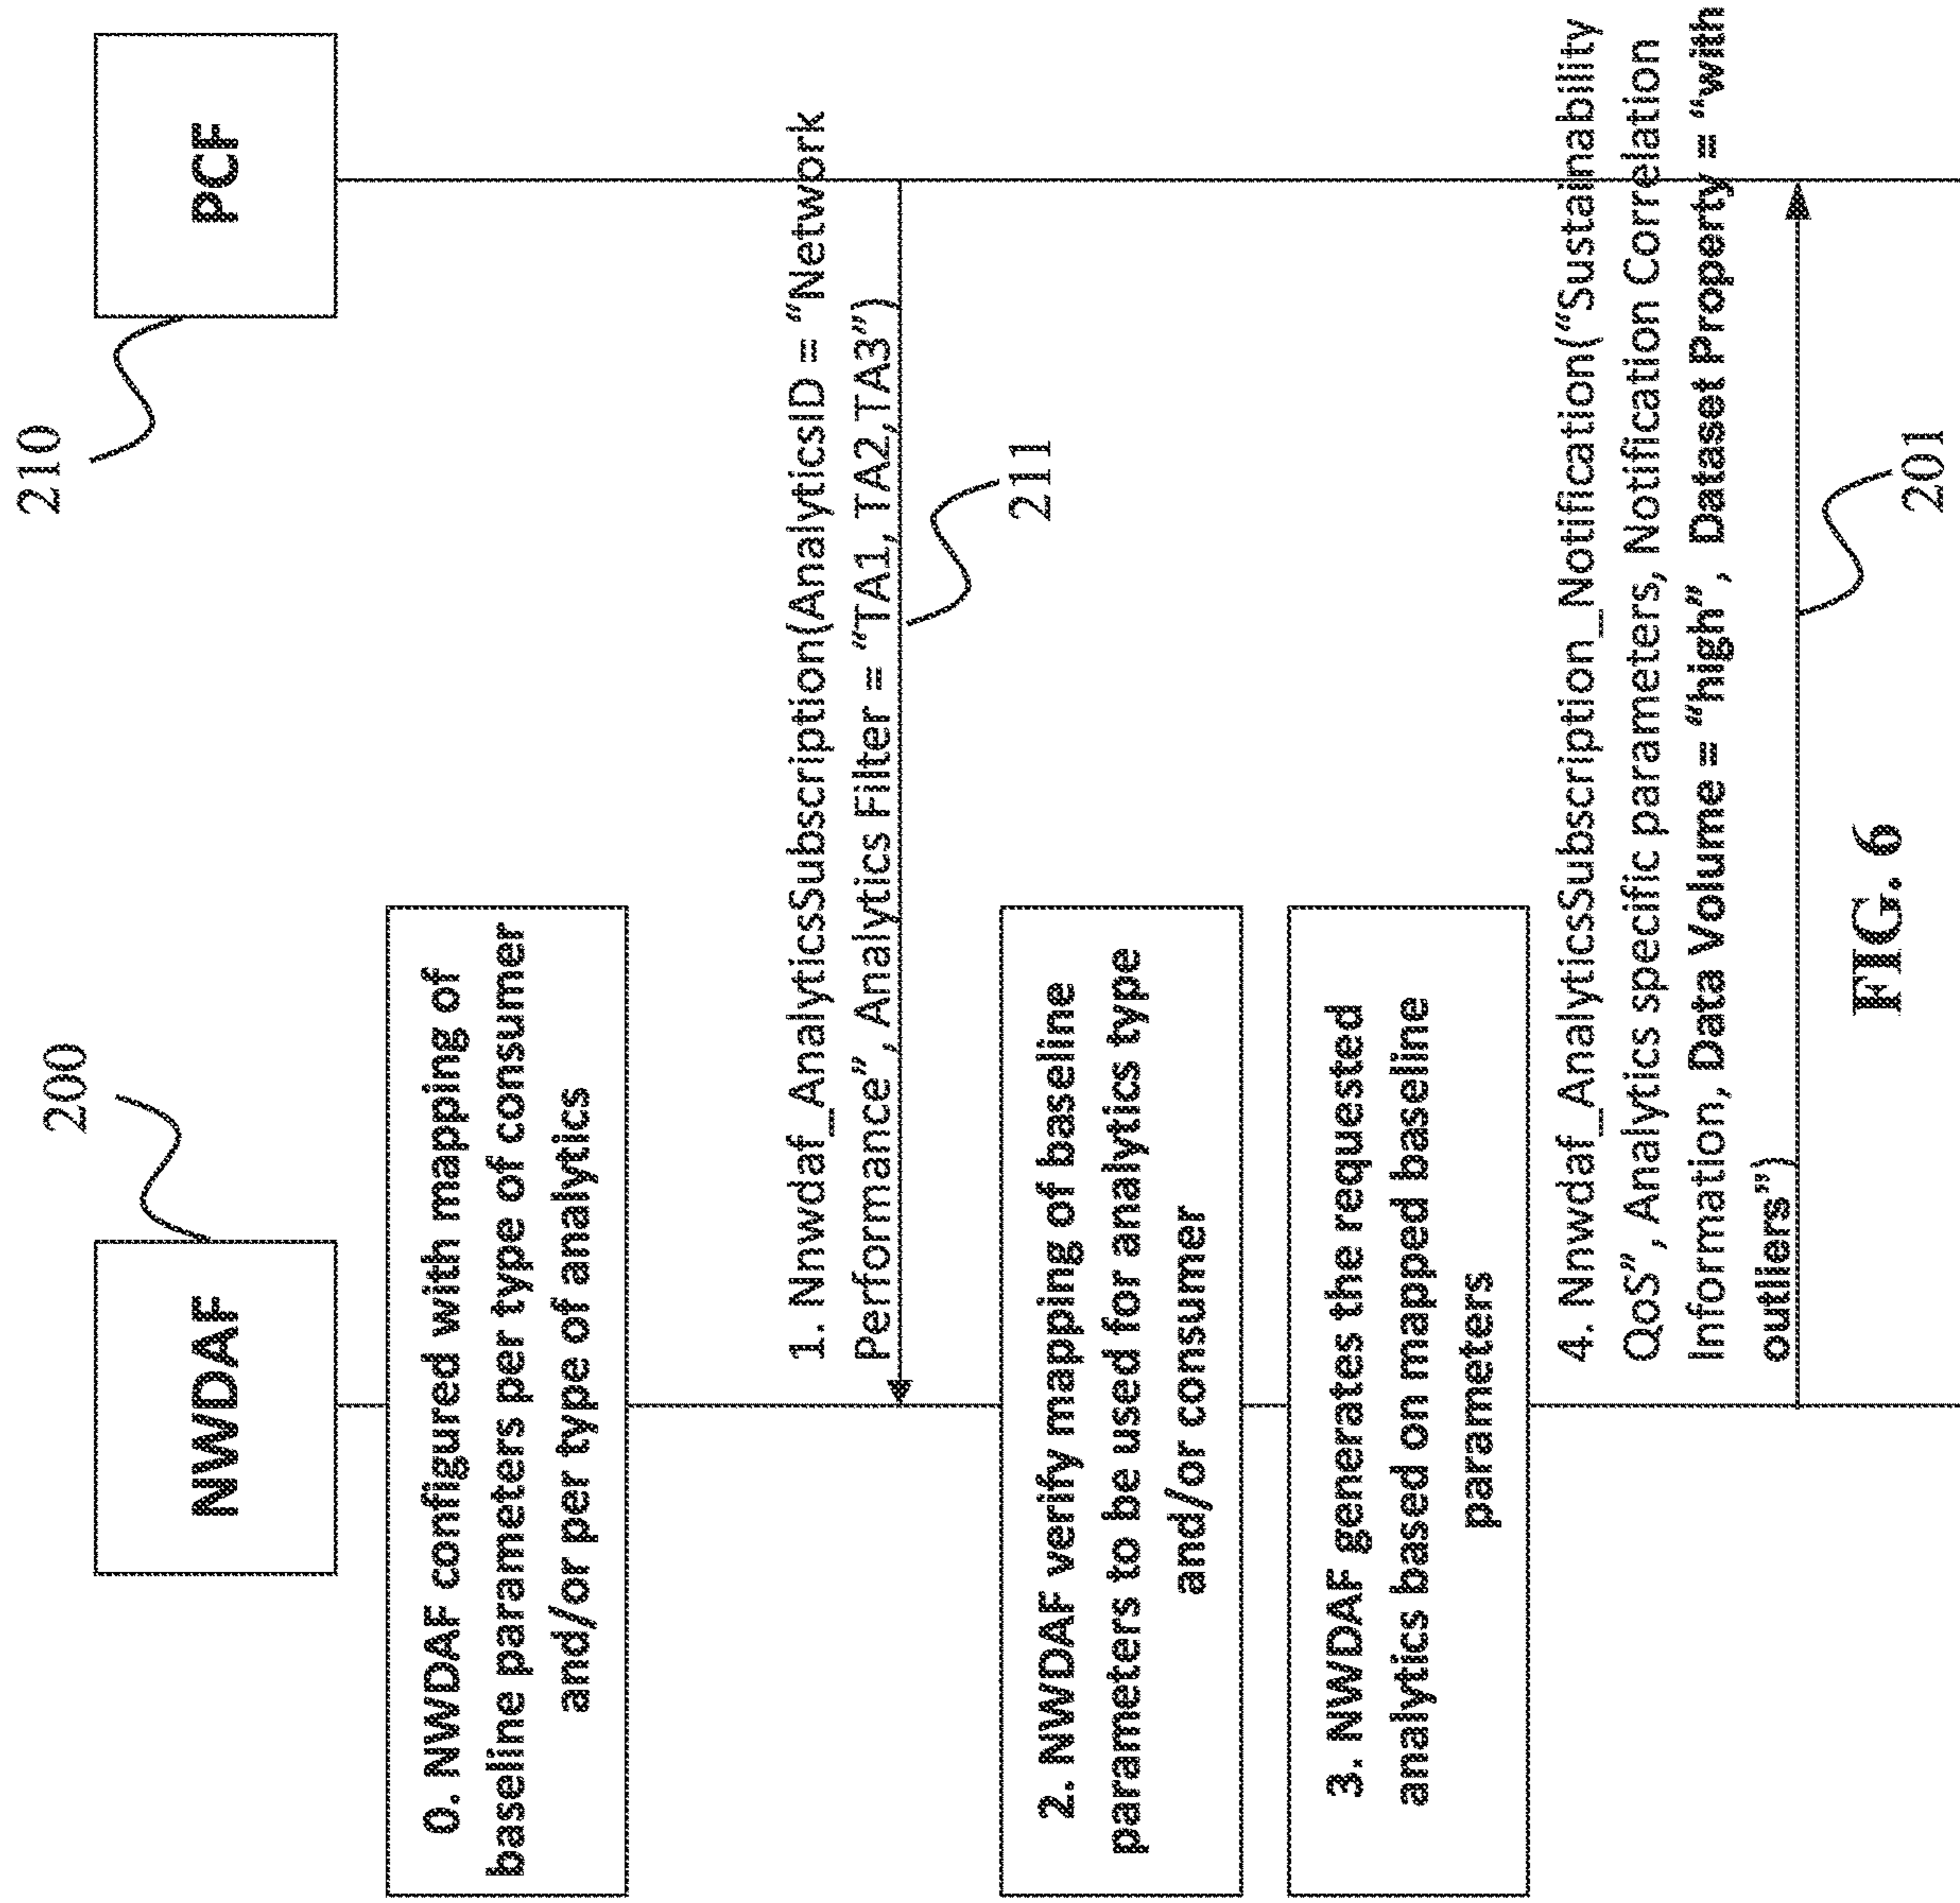 200
210
NWDAF
PCF
0. NWDAF configured with mapping of
baseline parameters per type of consumer
and/or per type of analytics
1. Nnwdaf_AnalyticsSubscription(AnalyticsID = “Network
Performance”, Analytics Filter = “TA1, TA2,TA3”)
211
2. NWDAF verify mapping of baseline
parameters to be used for analytics type
and/or consumer
3. NWDAF generates the requested
analytics based on mapped baseline
parameters
4. Nnwdaf_AnalyticsSubscription_Notification(“Sustainability
QoS”, Analytics specific parameters, Notification Correlation
Information, Data Volume = “high”, Dataset Property = “with
outliers”)
201
FIG. 6